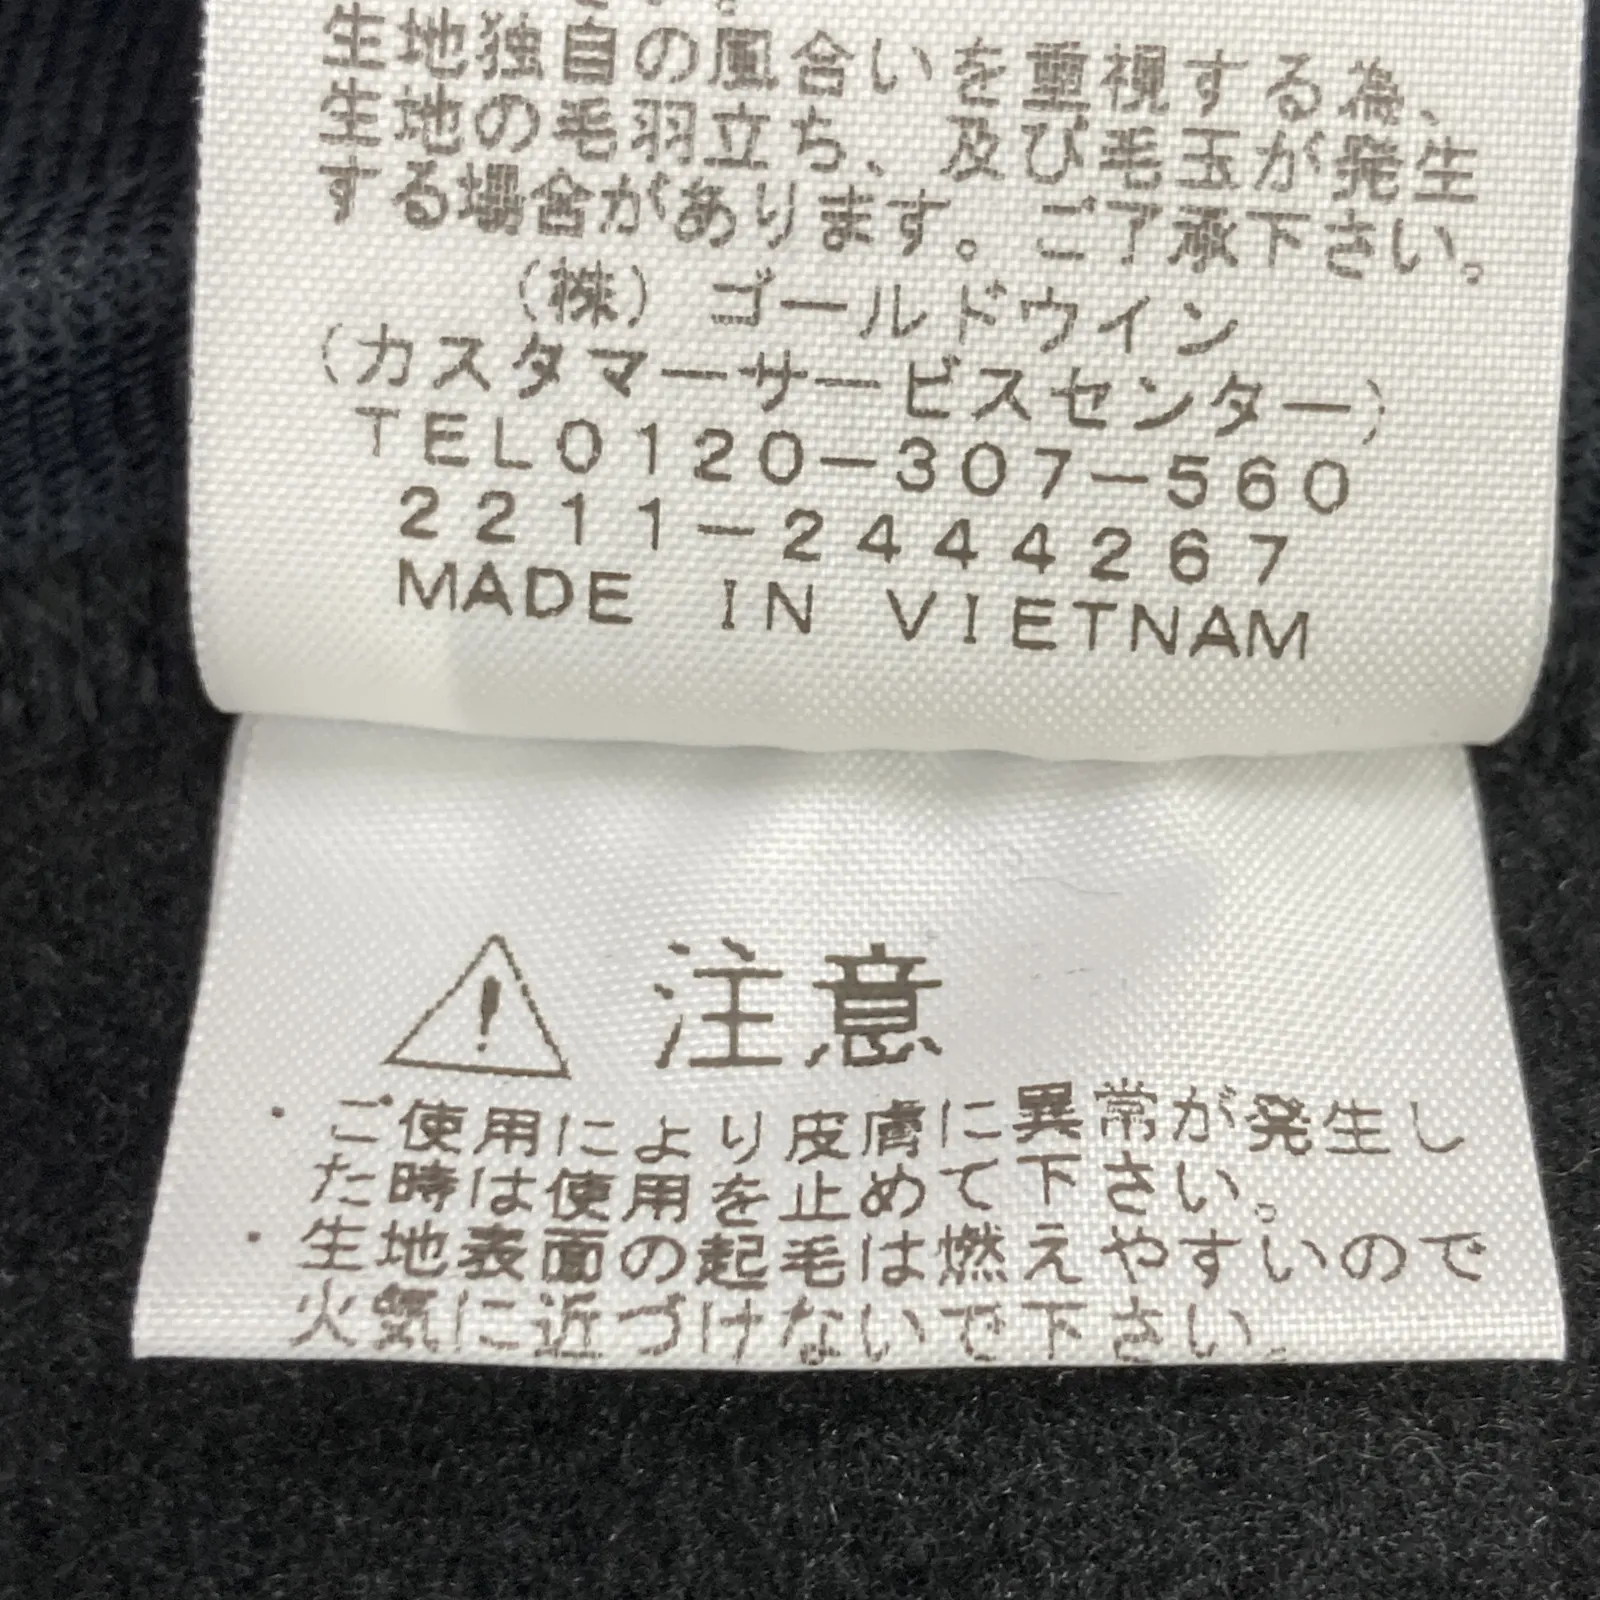 生地独自の風合いを重視する為、
生地の毛羽立ち、及び毛玉が発生
する場合があります。ご了承下さい。
(株)ゴールドウイン
(カスタマーサービスセンター)
TEL0120-307-560
2211-2444267
MADE IN VIETNAM
注意
・ご使用により皮膚に異常が発生し
た時は使用を止めて下さい。
・生地表面の起毛は燃えやすいので
火気に近づけないで下さい。